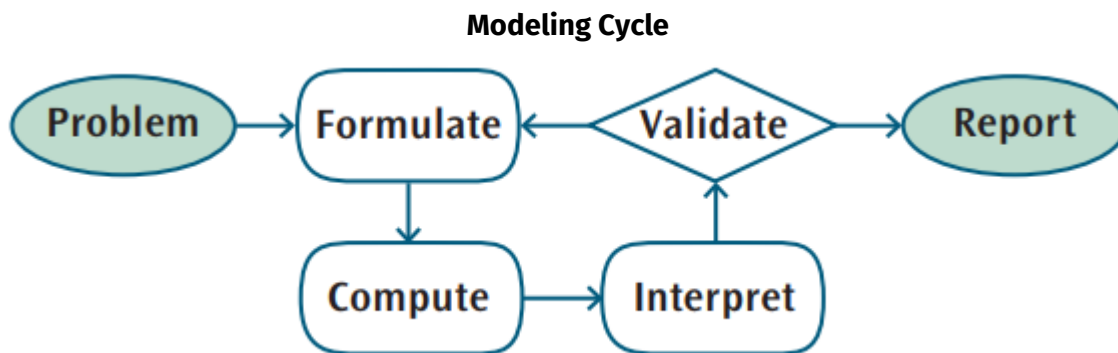 Modeling Cycle
Problem
Formulate
Validate
Report
Compute
Interpret